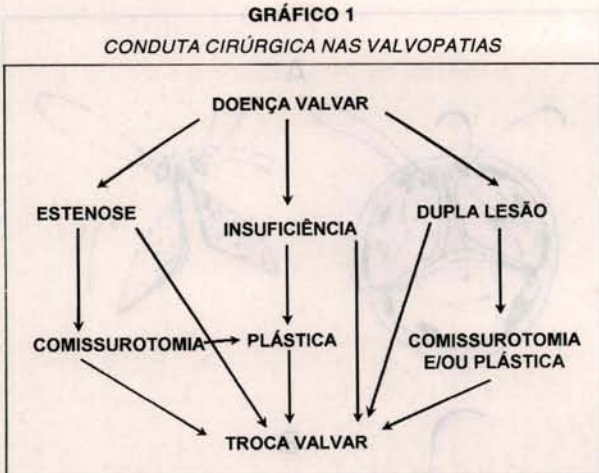 GRÁFICO 1
CONDUTA CIRÚRGICA NAS VALVOPATIAS
DOENÇA VALVAR
ESTENOSE
INSUFICIÊNCIA
DUPLA LESÃO
COMISSUROTOMIA
PLÁSTICA
COMISSUROTOMIA
E/OU PLÁSTICA
TROCA VALVAR